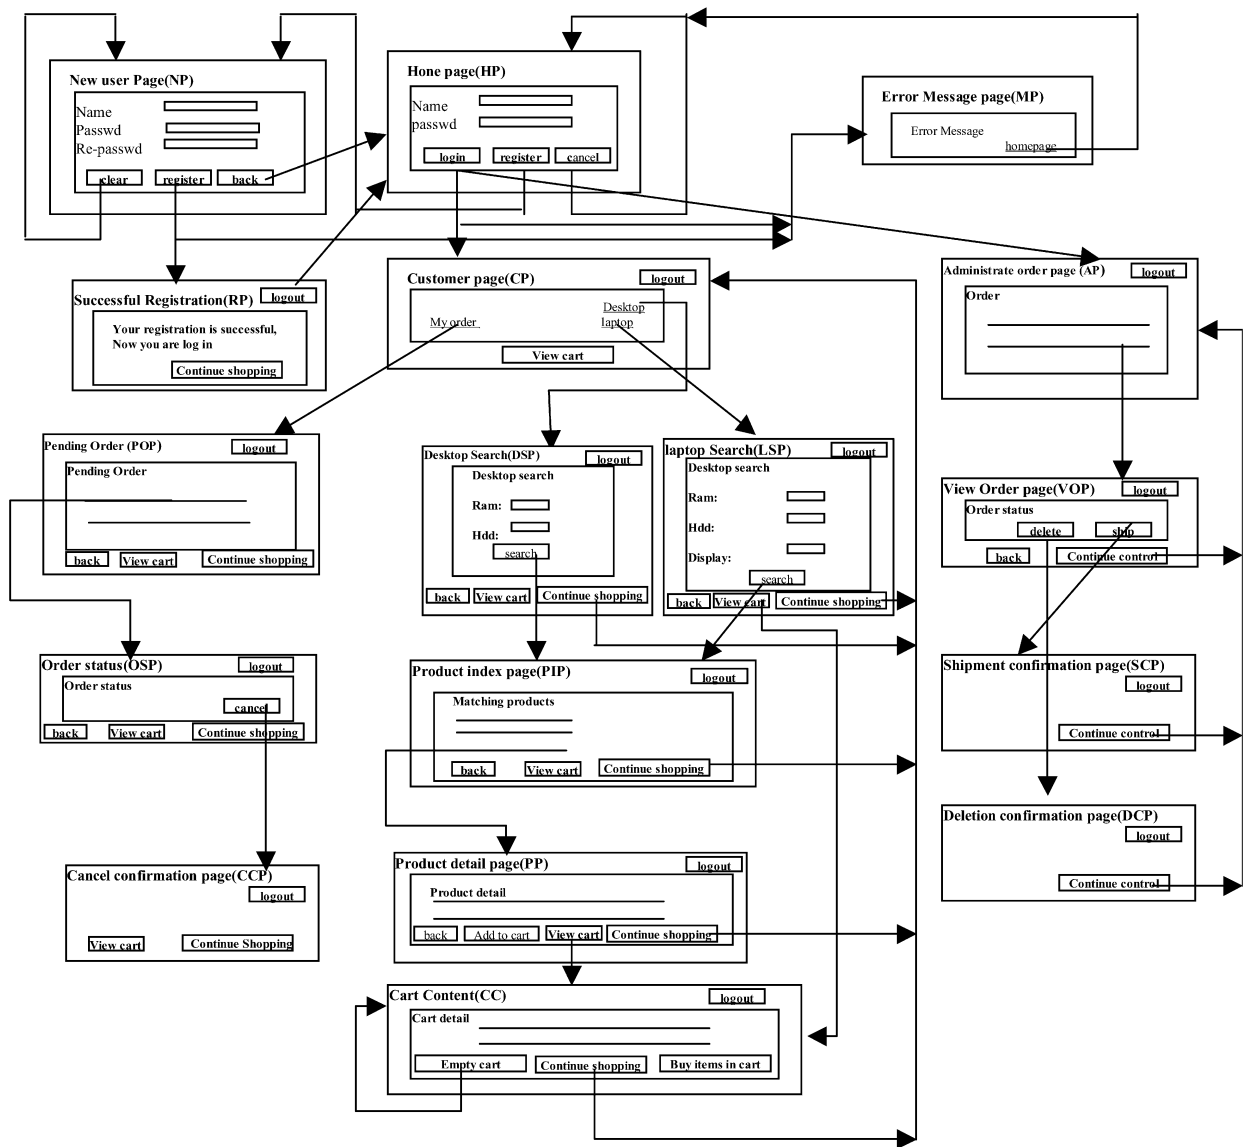 New user Page(NP)
Name
Passwd
Re-passwd
clear
register
back
Hone page(HP)
Name
passwd
login
register
cancel
Error Message page(MP)
Error Message
homepage
Successful Registration(RP)
logout
Your registration is successful,
Now you are log in
Continue shopping
Customer page(CP)
logout
My order
Desktop
laptop
View cart
Administrate order page (AP)
logout
Order
Pending Order (POP)
logout
Pending Order
back
View cart
Continue shopping
Desktop Search(DSP)
logout
Desktop search
Ram:
Hdd:
search
back
View cart
Continue shopping
laptop Search(LSP)
logout
Desktop search
Ram:
Hdd:
Display:
search
back
View cart
Continue shopping
View Order page(VOP)
logout
Order status
delete
ship
back
Continue control
Order status(OSP)
logout
Order status
cancel
back
View cart
Continue shopping
Product index page(PIP)
logout
Matching products
back
View cart
Continue shopping
Shipment confirmation page(SCP)
logout
Continue control
Deletion confirmation page(DCP)
logout
Continue control
Cancel confirmation page(CCP)
logout
View cart
Continue Shopping
Product detail page(PP)
logout
Product detail
back
Add to cart
View cart
Continue shopping
Cart Content(CC)
logout
Cart detail
Empty cart
Continue shopping
Buy items in cart